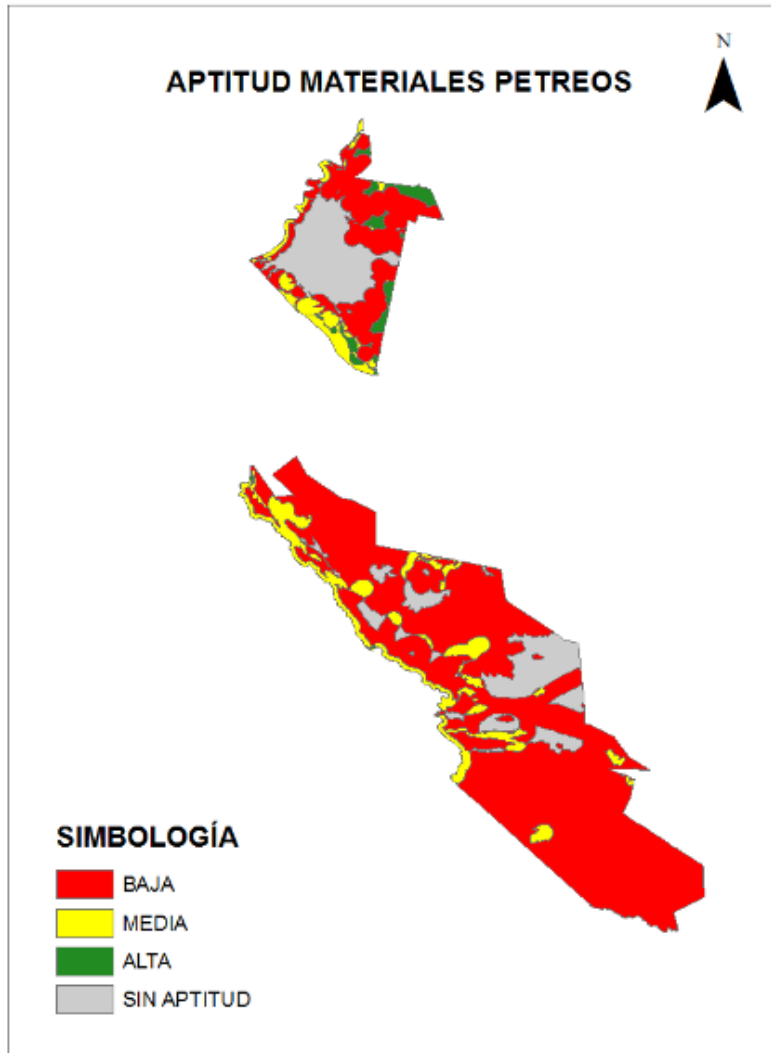 N
APTITUD MATERIALES PETREOS
SIMBOLOGÍA
BAJA
MEDIA
ALTA
SIN APTITUD